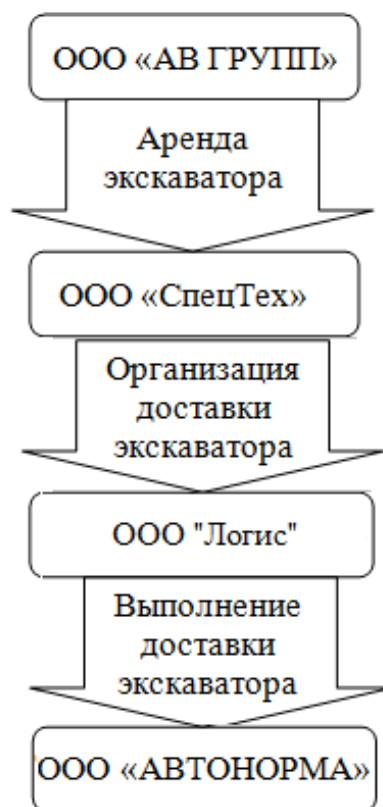 ООО «АВ ГРУПП»
Аренда
экскаватора
ООО «СпецТех»
Организация
доставки
экскаватора
ООО "Логис"
Выполнение
доставки
экскаватора
ООО «АВТОНОРМА»